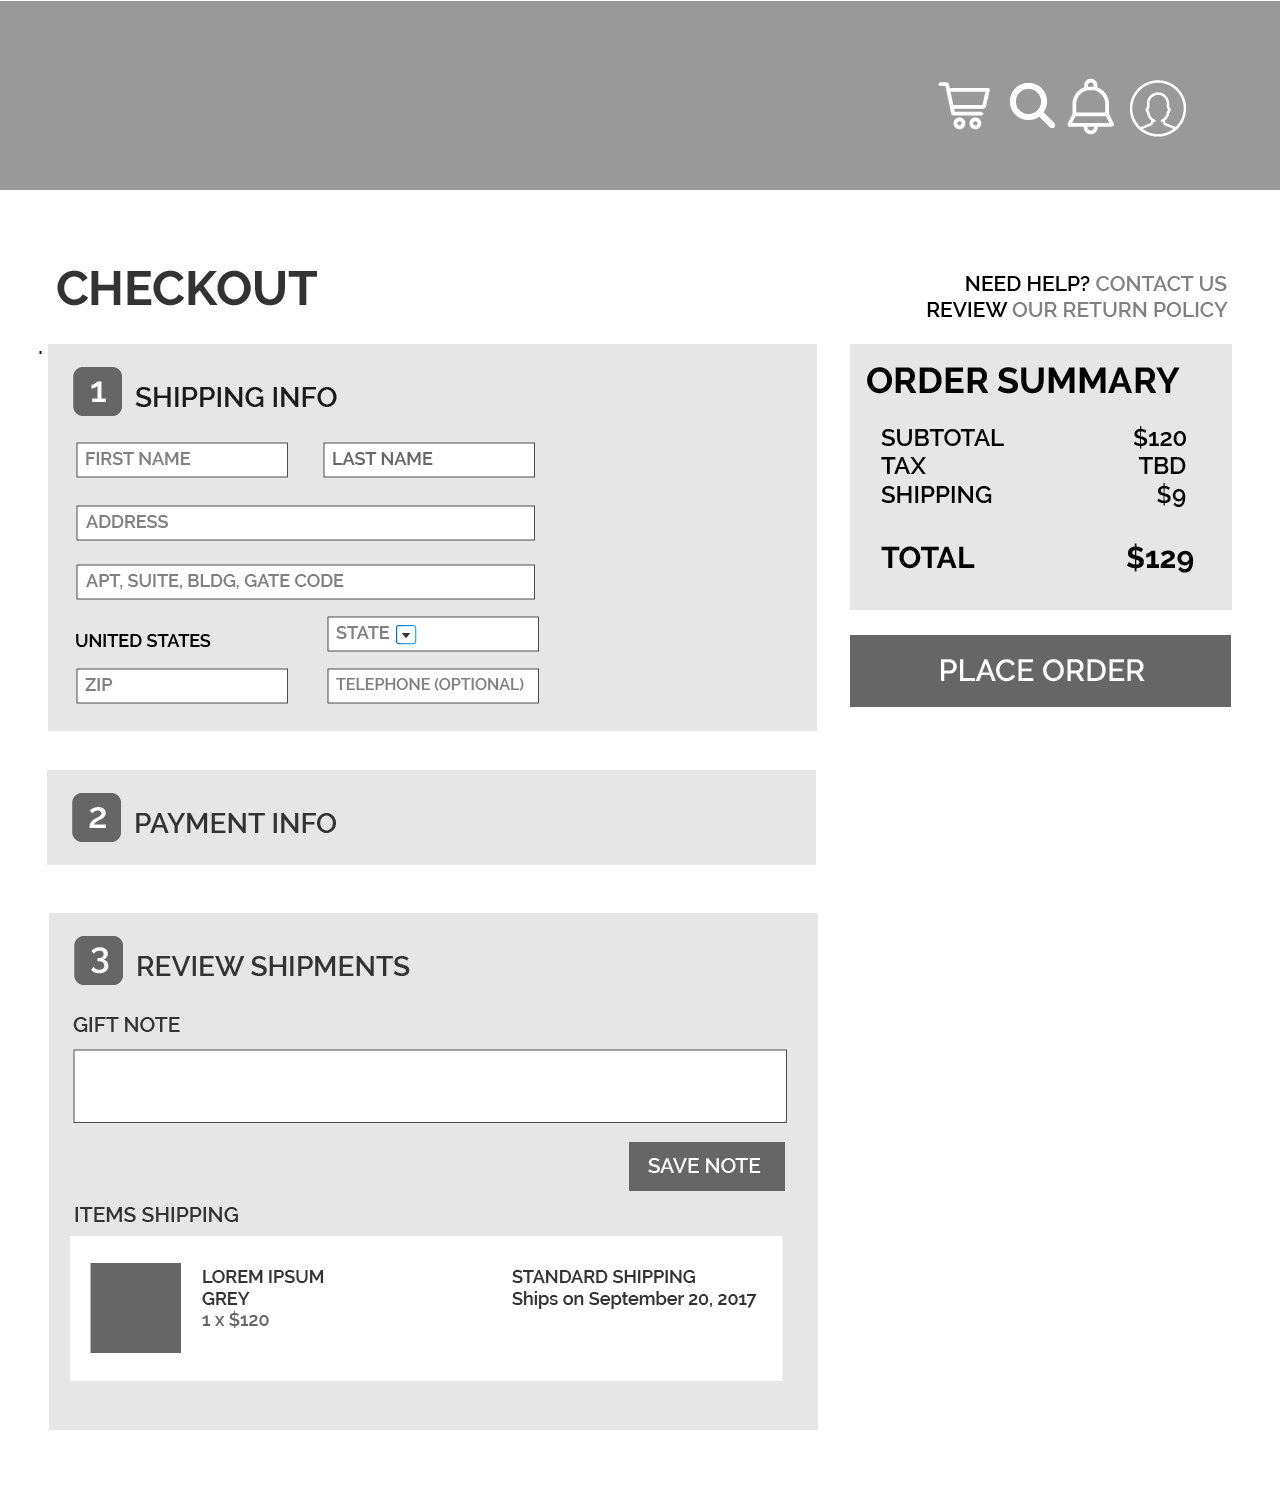 CHECKOUT
NEED HELP? CONTACT US
REVIEW OUR RETURN POLICY
1 SHIPPING INFO
FIRST NAME
LAST NAME
ADDRESS
APT, SUITE, BLDG, GATE CODE
UNITED STATES
STATE
ZIP
TELEPHONE (OPTIONAL)
ORDER SUMMARY
SUBTOTAL $120
TAX TBD
SHIPPING $9
TOTAL $129
PLACE ORDER
2 PAYMENT INFO
3 REVIEW SHIPMENTS
GIFT NOTE
SAVE NOTE
ITEMS SHIPPING
LOREM IPSUM
GREY
1 x $120
STANDARD SHIPPING
Ships on September 20, 2017